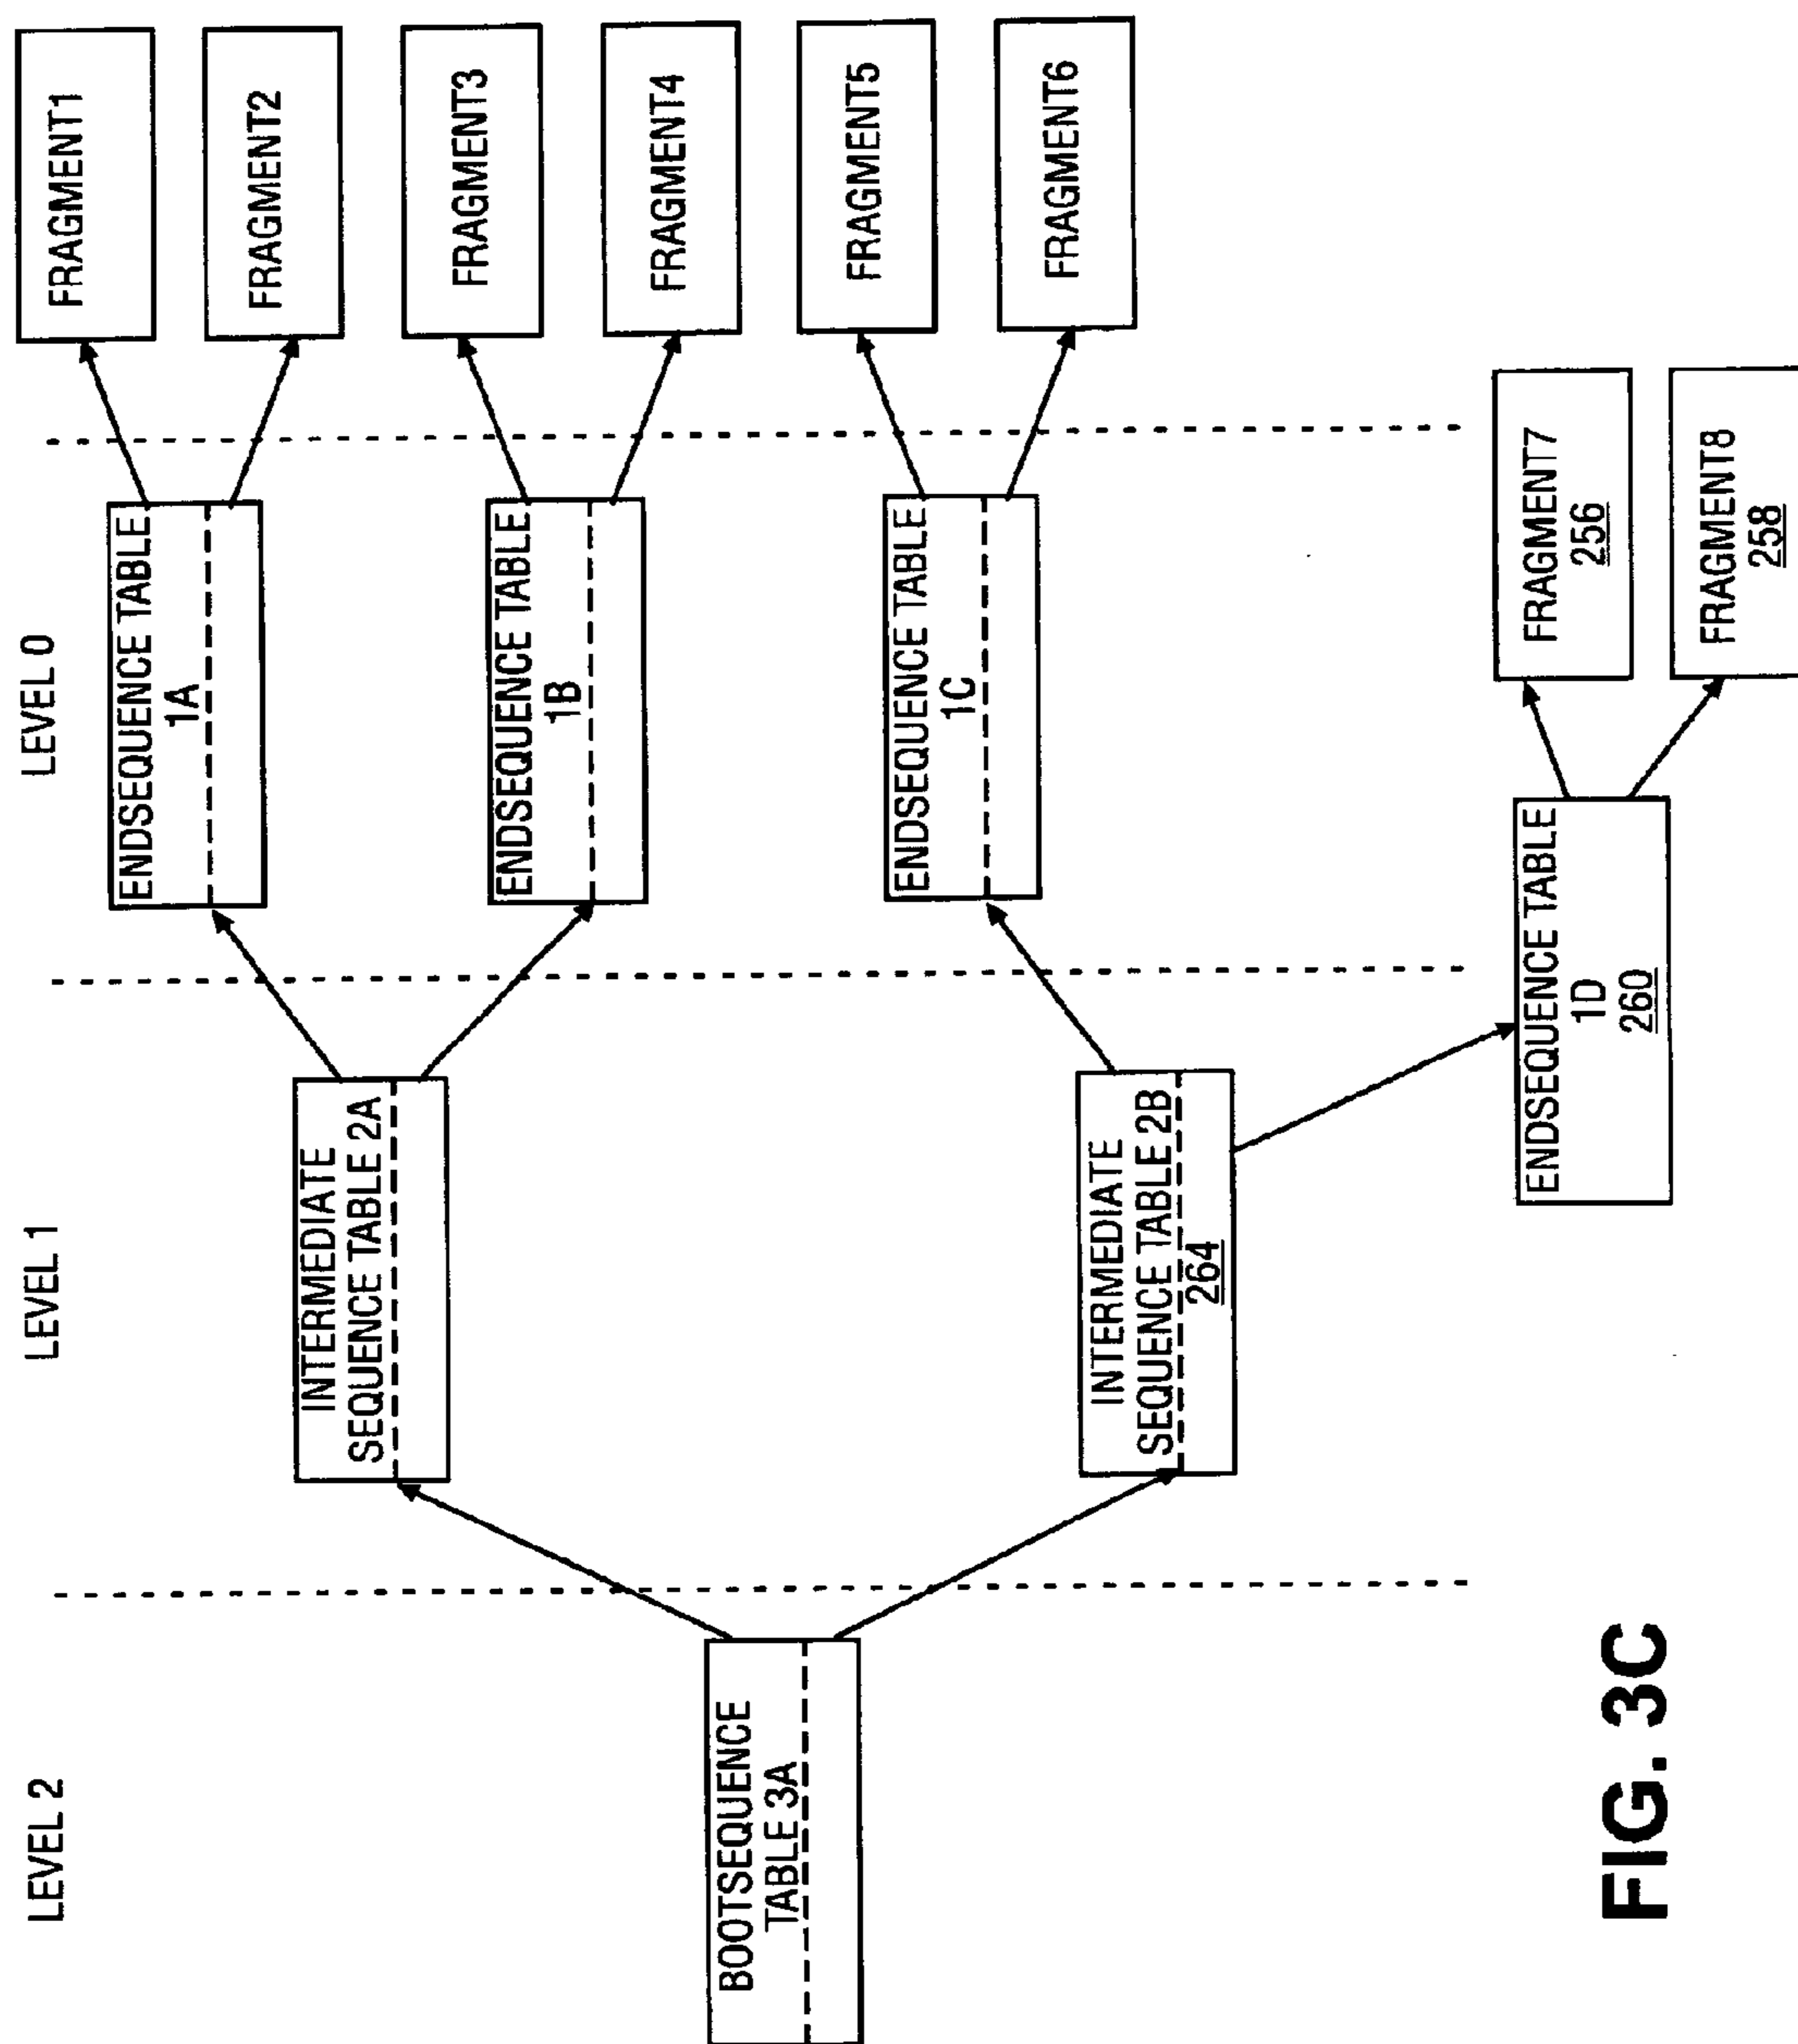 LEVEL 2
LEVEL 1
LEVEL 0
BOOTSEQUENCE
TABLE 3A
INTERMEDIATE
SEQUENCE TABLE 2A
INTERMEDIATE
SEQUENCE TABLE 2B
264
ENDSEQUENCE TABLE
1A
ENDSEQUENCE TABLE
1B
ENDSEQUENCE TABLE
1C
ENDSEQUENCE TABLE
1D
260
FRAGMENT1
FRAGMENT2
FRAGMENT3
FRAGMENT4
FRAGMENT5
FRAGMENT6
FRAGMENT7
256
FRAGMENT8
258
FIG. 3C